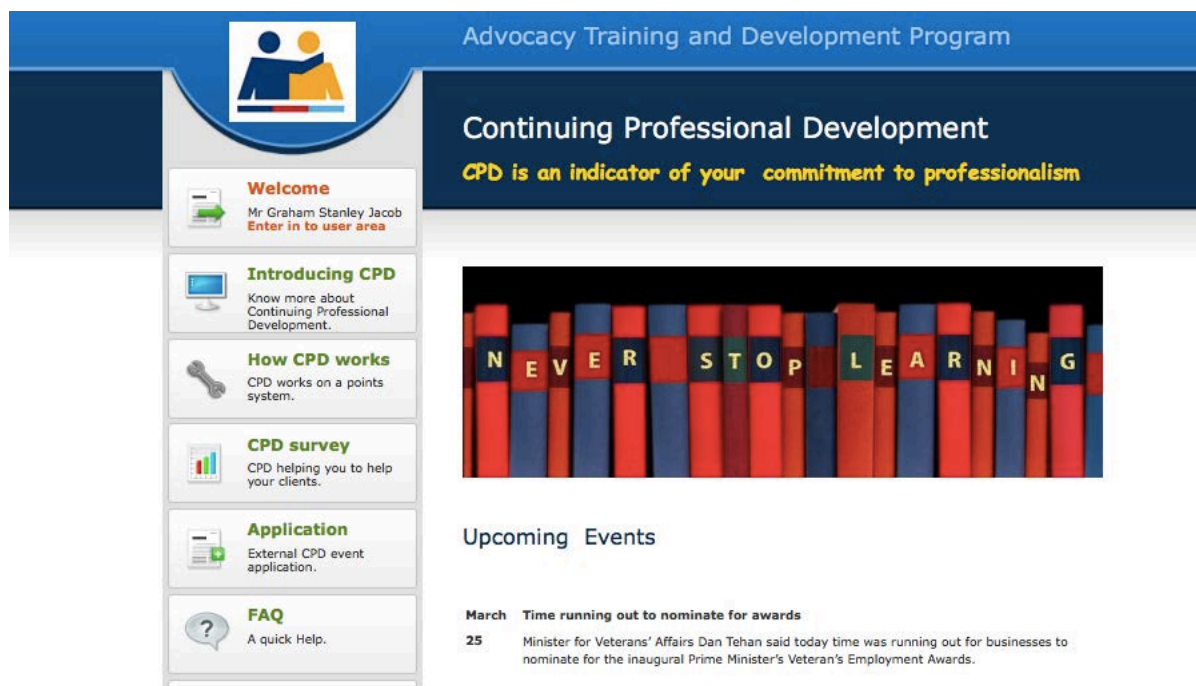 Advocacy Training and Development Program
Continuing Professional Development
CPD is an indicator of your commitment to professionalism
Welcome
Mr Graham Stanley Jacob
Enter in to user area
Introducing CPD
Know more about
Continuing Professional
Development.
How CPD works
CPD works on a points
system.
CPD survey
CPD helping you to help
your clients.
Application
External CPD event
application.
FAQ
A quick Help.
NEVER STOP LEARNING
Upcoming Events
March Time running out to nominate for awards
25 Minister for Veterans' Affairs Dan Tehan said today time was running out for businesses to
nominate for the inaugural Prime Minister's Veteran's Employment Awards.